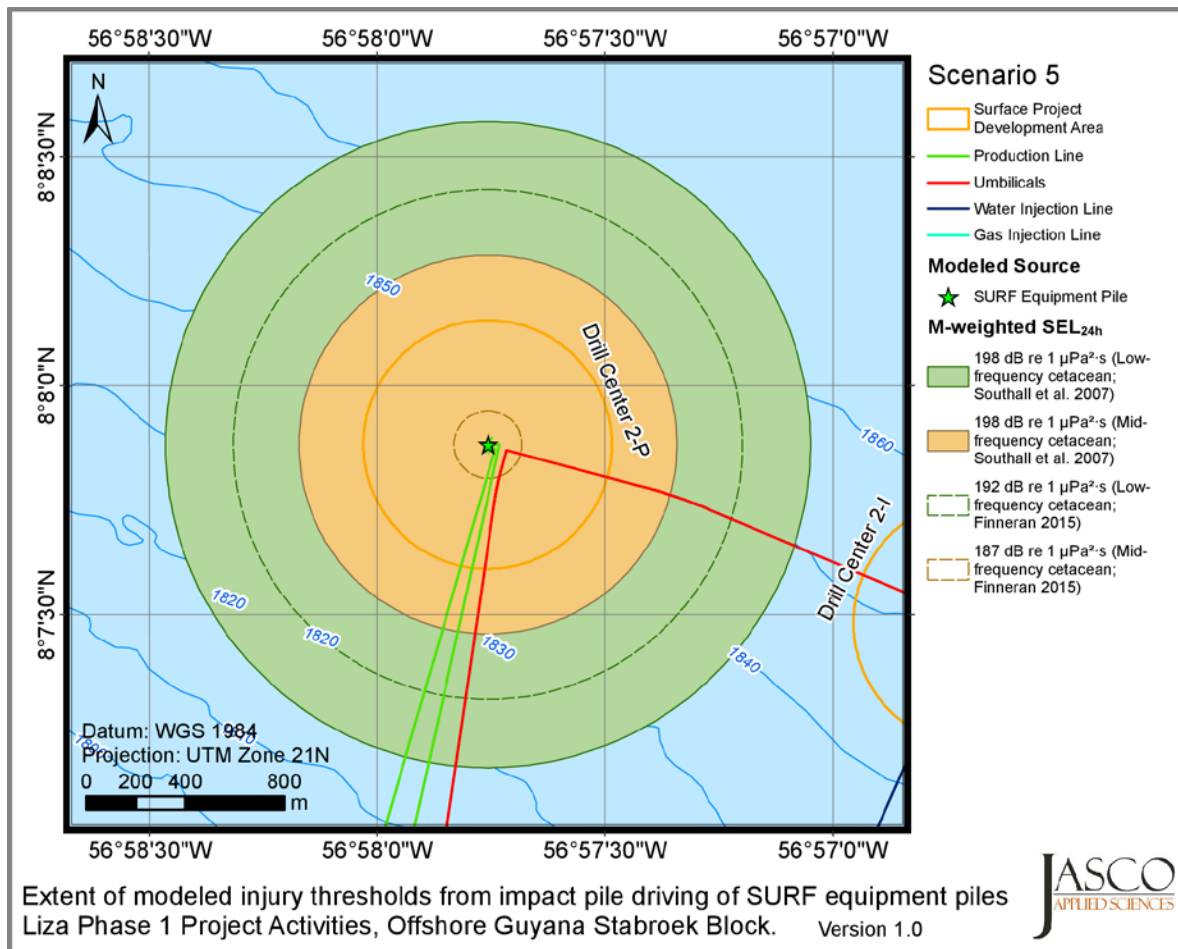 56°58'30"W 56°58'0"W 56°57'30"W 56°57'0"W
N
8°8'30"N
8°8'0"N
8°7'30"N
1850
Drill Center 2-P
1860
Drill Center 2-I
1820
1820
1830
1840
Datum: WGS 1984
Projection: UTM Zone 21N
0 200 400 800
m
56°58'30"W 56°58'0"W 56°57'30"W 56°57'0"W
Scenario 5
Surface Project
Development Area
Production Line
Umbilicals
Water Injection Line
Gas Injection Line
Modeled Source
SURF Equipment Pile
M-weighted SEL24h
198 dB re 1 µPa²·s (Low-
frequency cetacean;
Southall et al. 2007)
198 dB re 1 µPa²·s (Mid-
frequency cetacean;
Southall et al. 2007)
192 dB re 1 µPa²·s (Low-
frequency cetacean;
Finneran 2015)
187 dB re 1 µPa²·s (Mid-
frequency cetacean;
Finneran 2015)
Extent of modeled injury thresholds from impact pile driving of SURF equipment piles
Liza Phase 1 Project Activities, Offshore Guyana Stabroek Block. Version 1.0
JASCO
APPLIED SCIENCES